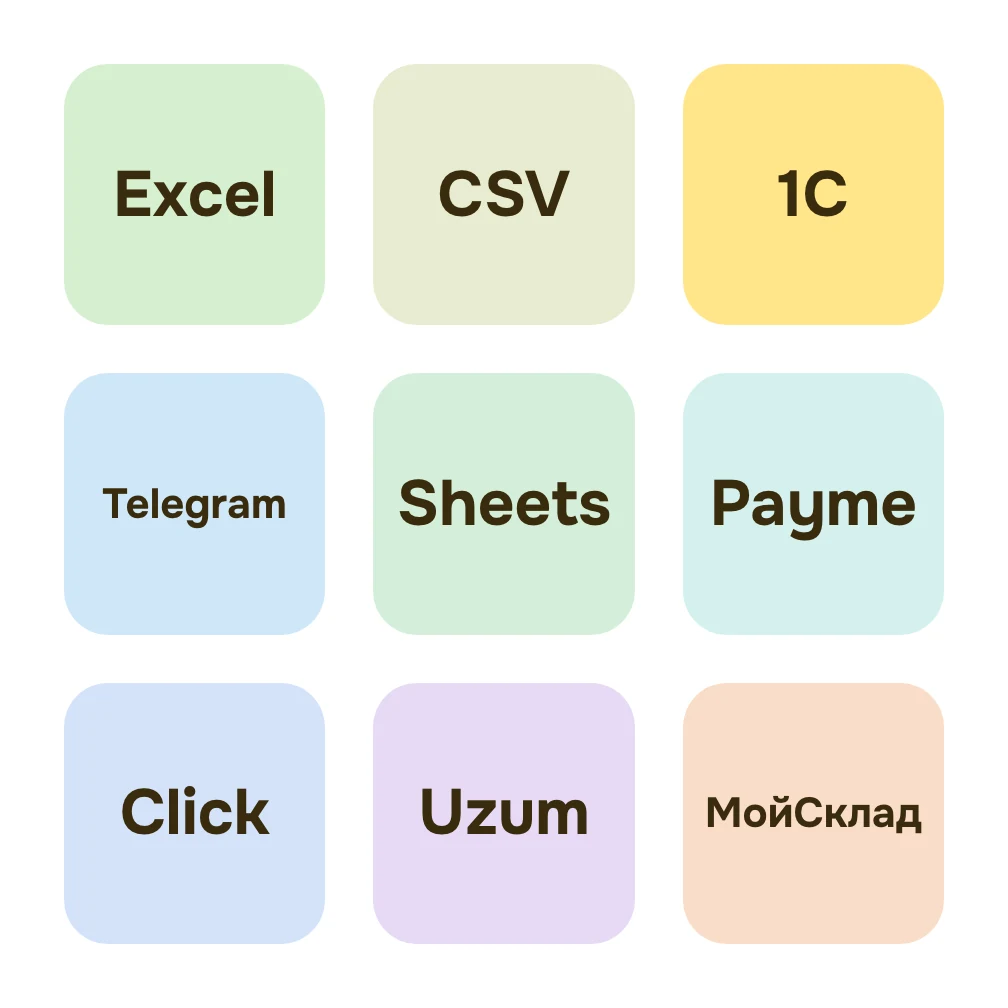 Excel
CSV
1C
Telegram
Sheets
Payme
Click
Uzum
МойСклад